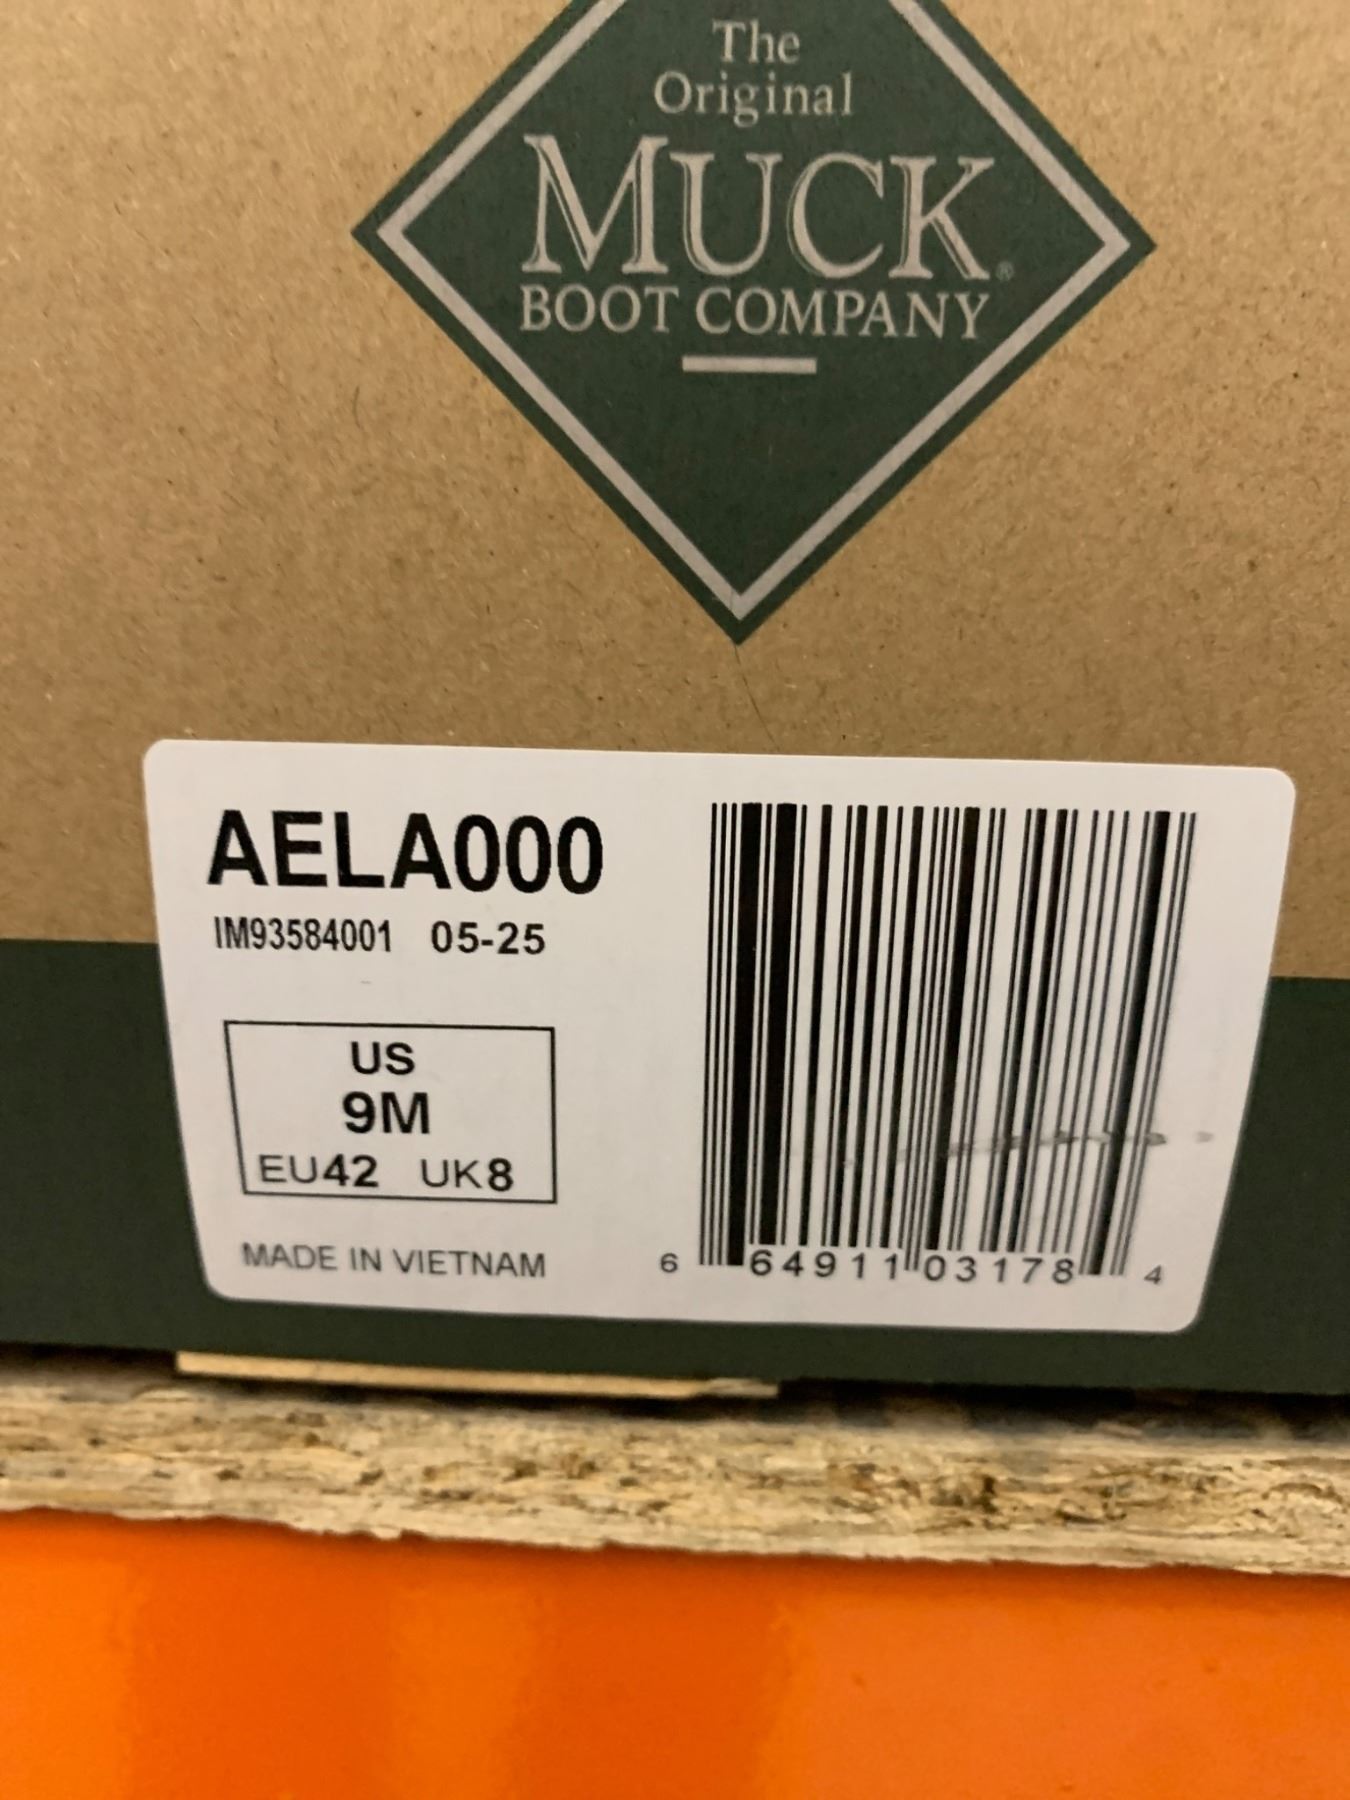 The
Original
MUCK®
BOOT COMPANY
AELA000
IM93584001 05-25
US
9M
EU42 UK8
MADE IN VIETNAM
6 64911 03178 4